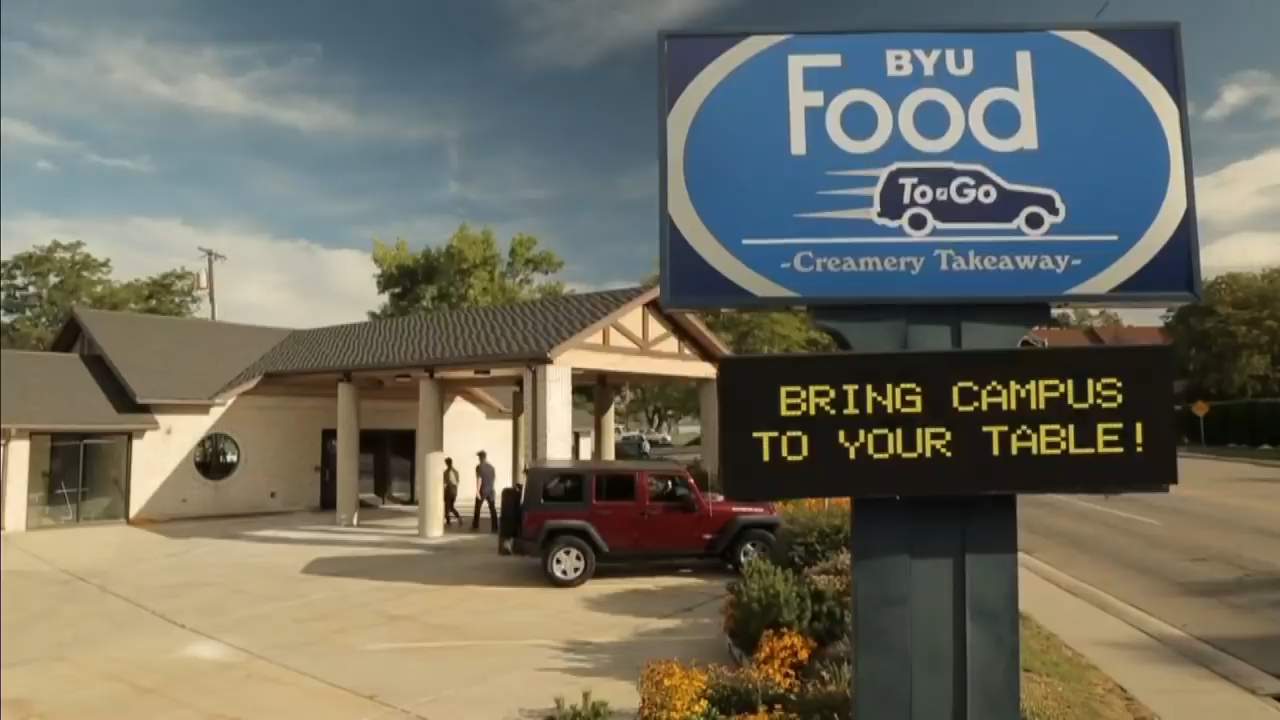 BYU
Food
To Go
-Creamery Takeaway-
BRING CAMPUS
TO YOUR TABLE!